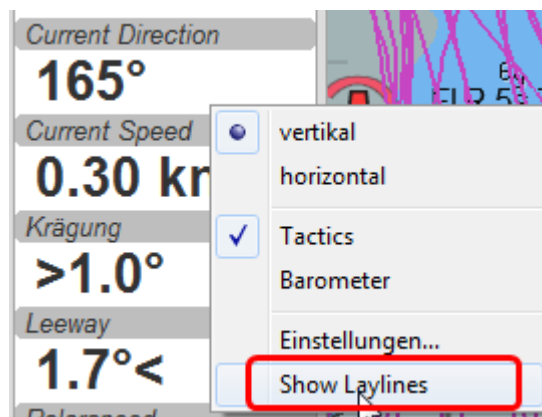 Current Direction
165°
Current Speed
0.30 kn
Krägung
>1.0°
Leeway
1.7°<
vertikal
horizontal
Tactics
Barometer
Einstellungen...
Show Laylines